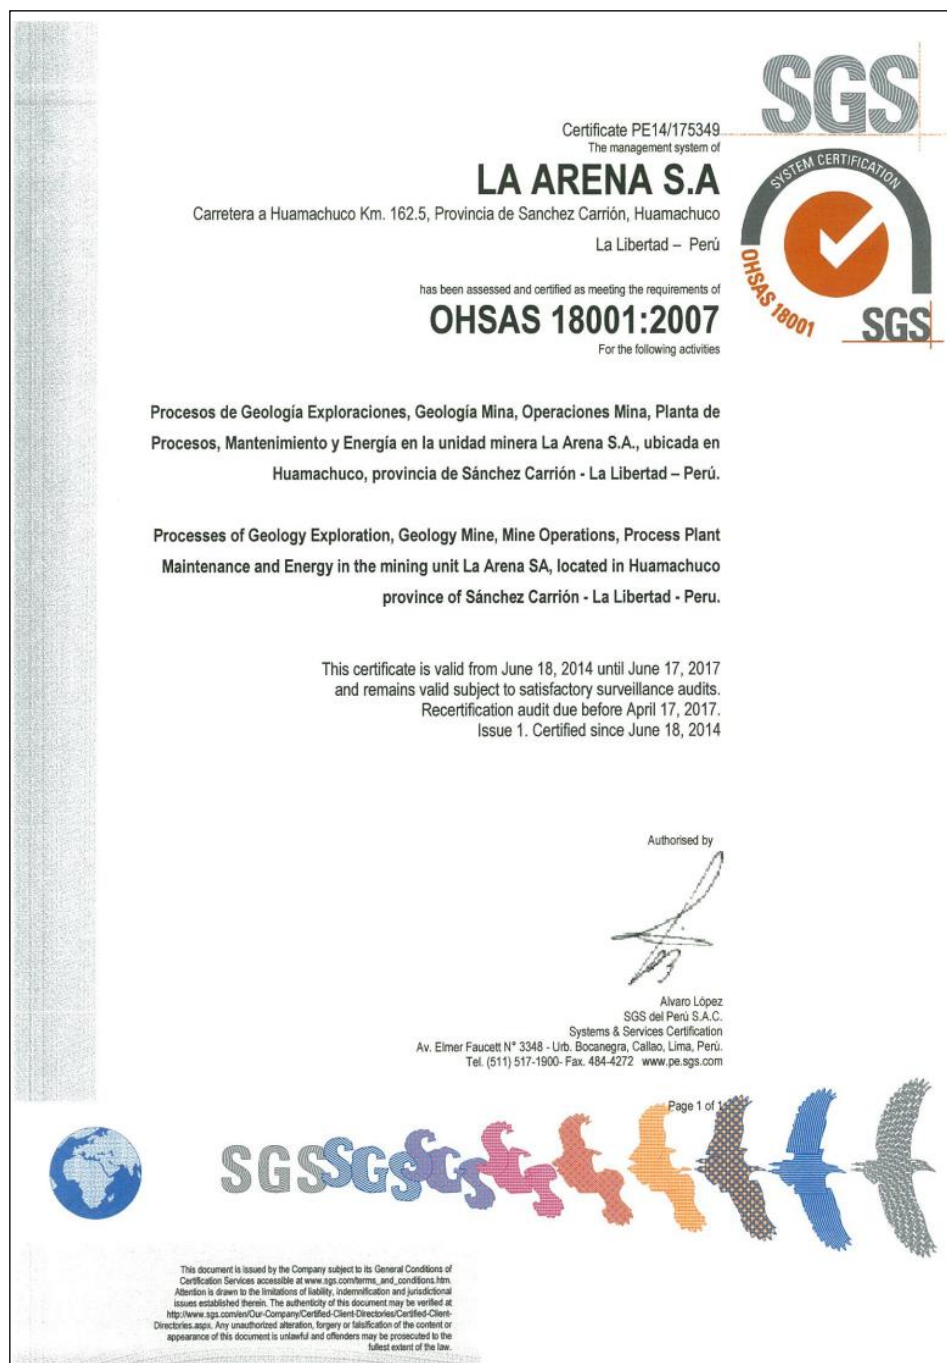 SGS
Certificate PE14/175349
The management system of
LA ARENA S.A
Carretera a Huamachuco Km. 162.5, Provincia de Sanchez Carrión, Huamachuco
La Libertad – Perú
SYSTEM CERTIFICATION
OHSAS 18001
SGS
has been assessed and certified as meeting the requirements of
OHSAS 18001:2007
For the following activities
Procesos de Geología Exploraciones, Geología Mina, Operaciones Mina, Planta de
Procesos, Mantenimiento y Energía en la unidad minera La Arena S.A., ubicada en
Huamachuco, provincia de Sánchez Carrión - La Libertad – Perú.
Processes of Geology Exploration, Geology Mine, Mine Operations, Process Plant
Maintenance and Energy in the mining unit La Arena SA, located in Huamachuco
province of Sánchez Carrión - La Libertad - Peru.
This certificate is valid from June 18, 2014 until June 17, 2017
and remains valid subject to satisfactory surveillance audits.
Recertification audit due before April 17, 2017.
Issue 1. Certified since June 18, 2014
Authorised by
Alvaro López
SGS del Perú S.A.C.
Systems & Services Certification
Av. Elmer Faucett N° 3348 - Urb. Bocanegra, Callao, Lima, Perú.
Tel. (511) 517-1900- Fax. 484-4272 www.pe.sgs.com
Page 1 of 1
SGSSGSSGS
This document is issued by the Company subject to its General Conditions of
Certification Services accessible at www.sgs.com/terms_and_conditions.htm.
Attention is drawn to the limitations of liability, indemnification and jurisdictional
issues established therein. The authenticity of this document may be verified at
http://www.sgs.com/en/Our-Company/Certified-Client-Directories/Certified-Client-
Directories.aspx. Any unauthorized alteration, forgery or falsification of the content or
appearance of this document is unlawful and offenders may be prosecuted to the
fullest extent of the law.